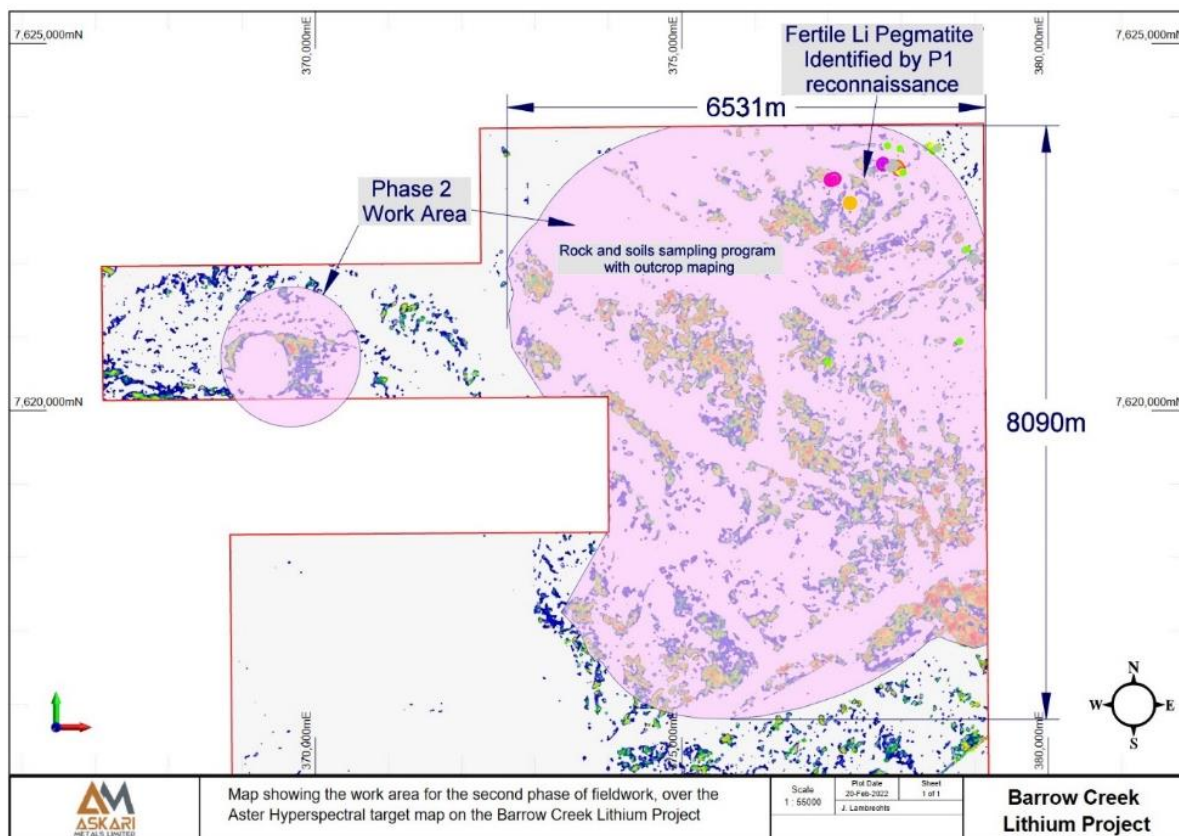 7,625,000mN
370,000mE
375,000mE
380,000mE
7,625,000mN
Fertile Li Pegmatite
Identified by P1
reconnaissance
6531m
Phase 2
Work Area
Rock and soils sampling program
with outcrop maping
7,620,000mN
7,620,000mN
8090m
370,000mE
375,000mE
380,000mE
N
W
E
S
AM
ASKARI
METALS LIMITED
Map showing the work area for the second phase of fieldwork, over the
Aster Hyperspectral target map on the Barrow Creek Lithium Project
Scale
1 : 55000
Plot Date
20-Feb-2022
Sheet
1 of 1
J. Lambrechts
Barrow Creek
Lithium Project